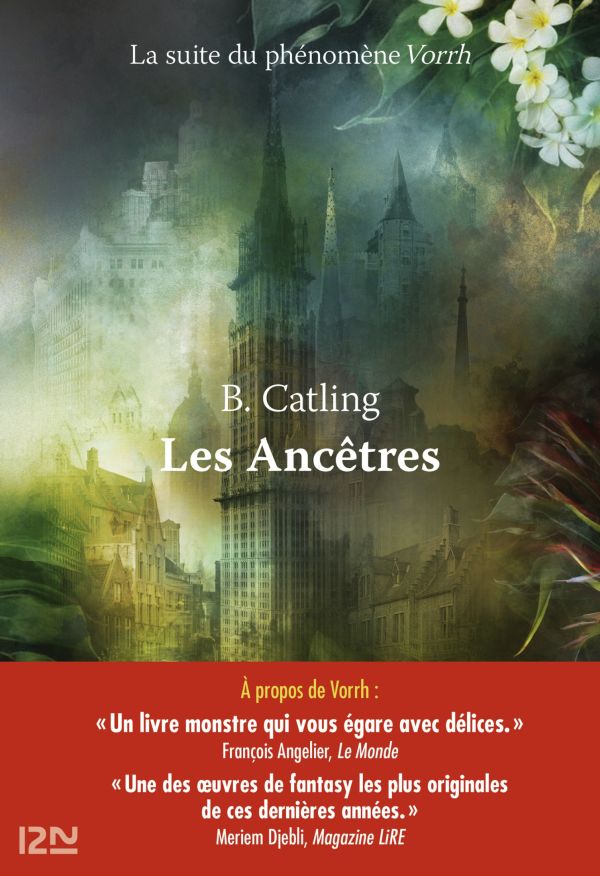 La suite du phénomène Vorrh
B. Catling
Les Ancêtres
À propos de Vorrh :
« Un livre monstre qui vous égare avec délices. »
François Angelier, Le Monde
« Une des œuvres de fantasy les plus originales
de ces dernières années. »
Meriem Djebli, Magazine LiRE
12N